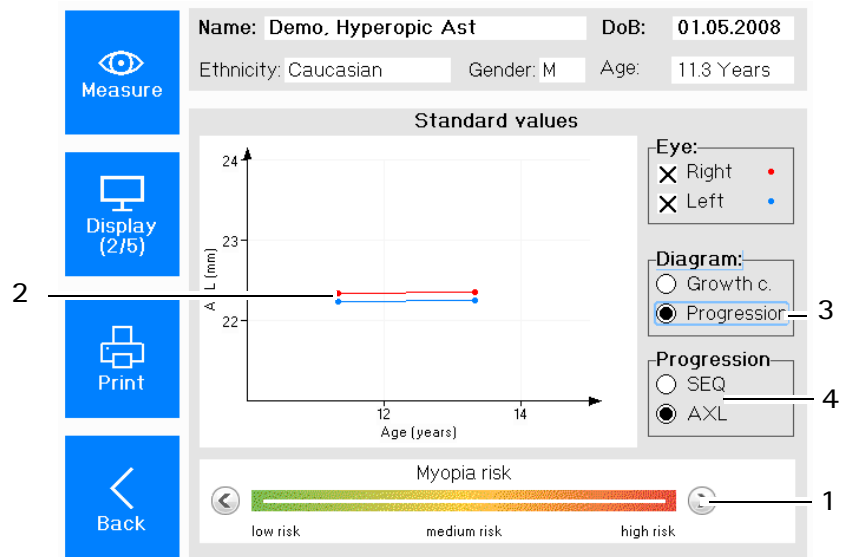 Name: Demo, Hyperopic Ast DoB: 01.05.2008
Ethnicity: Caucasian Gender: M Age: 11.3 Years
Measure
Display
(2/5)
Print
Back
Standard values
24
23
22
12
14
A L (mm)
Age (years)
Eye:
Right
Left
Diagram:
Growth c.
Progression
Progression
SEQ
AXL
Myopia risk
low risk medium risk high risk
2
3
4
1